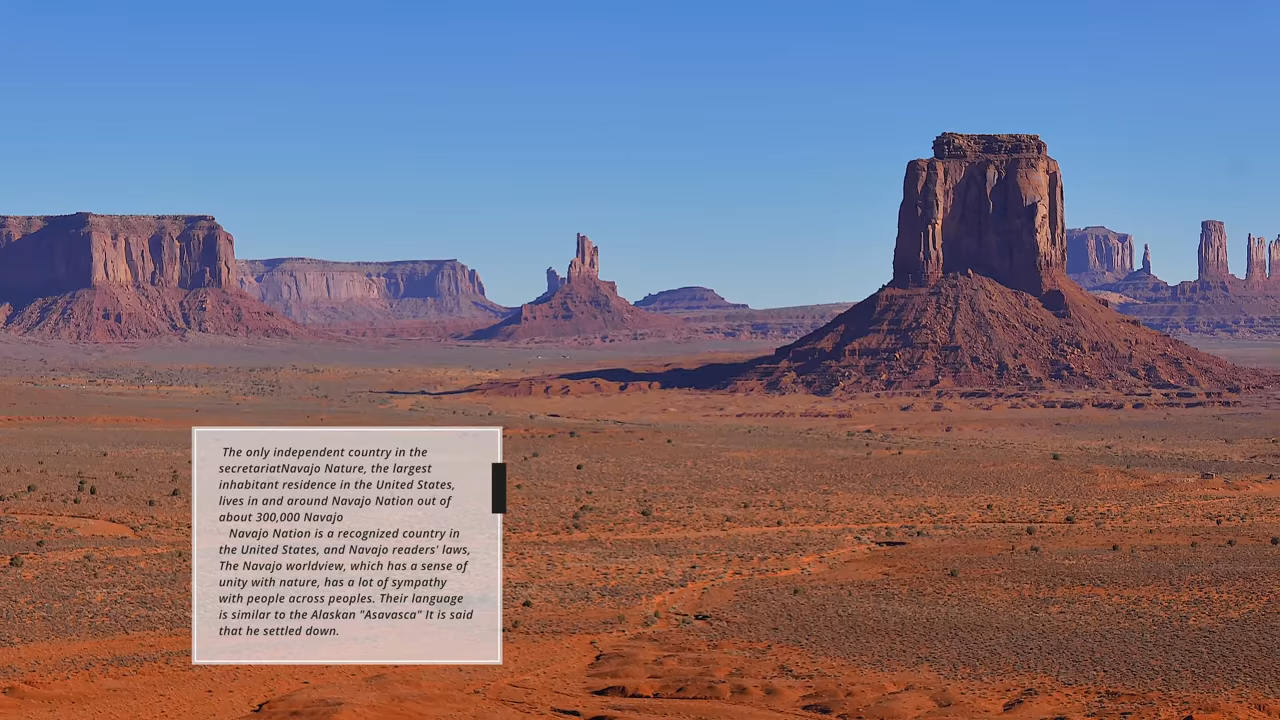 The only independent country in the
secretariatNavajo Nature, the largest
inhabitant residence in the United States,
lives in and around Navajo Nation out of
about 300,000 Navajo
Navajo Nation is a recognized country in
the United States, and Navajo readers' laws,
The Navajo worldview, which has a sense of
unity with nature, has a lot of sympathy
with people across peoples. Their language
is similar to the Alaskan "Asavasca" It is said
that he settled down.